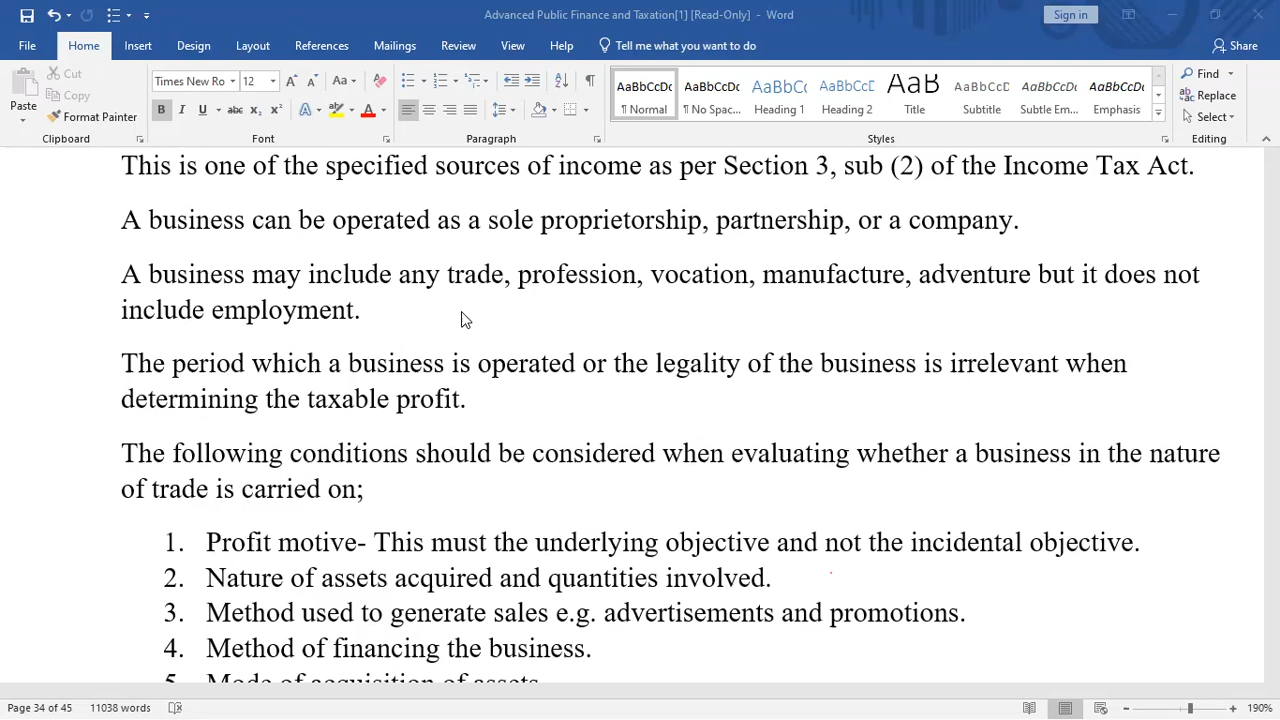 Advanced Public Finance and Taxation[1] [Read-Only] - Word
Sign in
File Home Insert Design Layout References Mailings Review View Help Tell me what you want to do Share
Paste
Cut
Copy
Format Painter
Clipboard
Times New Ro 12
Font
Paragraph
AaBbCcDc ¶ Normal
AaBbCcDc ¶ No Spac...
AaBbCc Heading 1
AaBbCcD Heading 2
AaB Title
AaBbCcD Subtitle
AaBbCcDc Subtle Em...
AaBbCcDc Emphasis
Styles
Find
Replace
Select
Editing
This is one of the specified sources of income as per Section 3, sub (2) of the Income Tax Act.
A business can be operated as a sole proprietorship, partnership, or a company.
A business may include any trade, profession, vocation, manufacture, adventure but it does not
include employment.
The period which a business is operated or the legality of the business is irrelevant when
determining the taxable profit.
The following conditions should be considered when evaluating whether a business in the nature
of trade is carried on;
1. Profit motive- This must the underlying objective and not the incidental objective.
2. Nature of assets acquired and quantities involved.
3. Method used to generate sales e.g. advertisements and promotions.
4. Method of financing the business.
5. Mode of acquisition of assets
Page 34 of 45 11038 words 190%